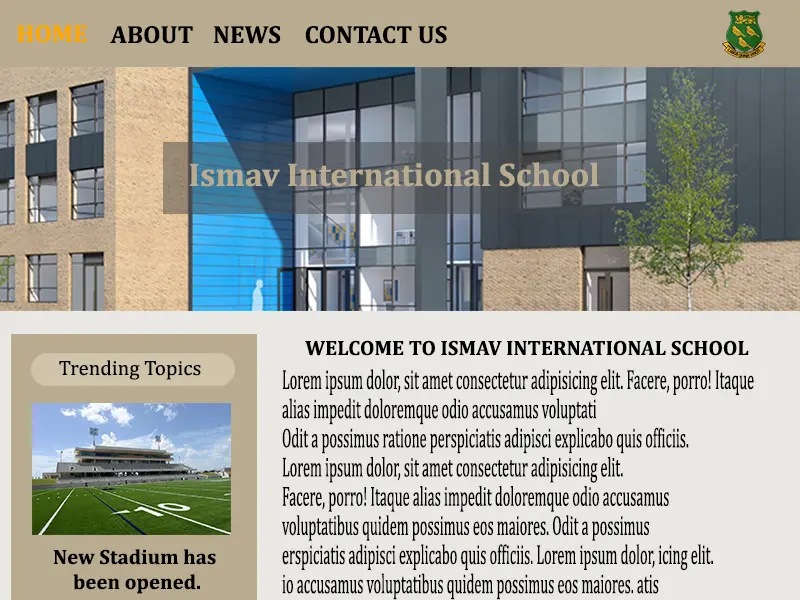 HOME ABOUT NEWS CONTACT US
Ismav International School
Trending Topics
10
New Stadium has
been opened.
WELCOME TO ISMAV INTERNATIONAL SCHOOL
Lorem ipsum dolor, sit amet consectetur adipisicing elit. Facere, porro! Itaque
alias impedit doloremque odio accusamus voluptati
Odit a possimus ratione perspiciatis adipisci explicabo quis officiis.
Lorem ipsum dolor, sit amet consectetur adipisicing elit.
Facere, porro! Itaque alias impedit doloremque odio accusamus
voluptatibus quidem possimus eos maiores. Odit a possimus
erspiciatis adipisci explicabo quis officiis. Lorem ipsum dolor, icing elit.
io accusamus voluptatibus quidem possimus eos maiores. atis